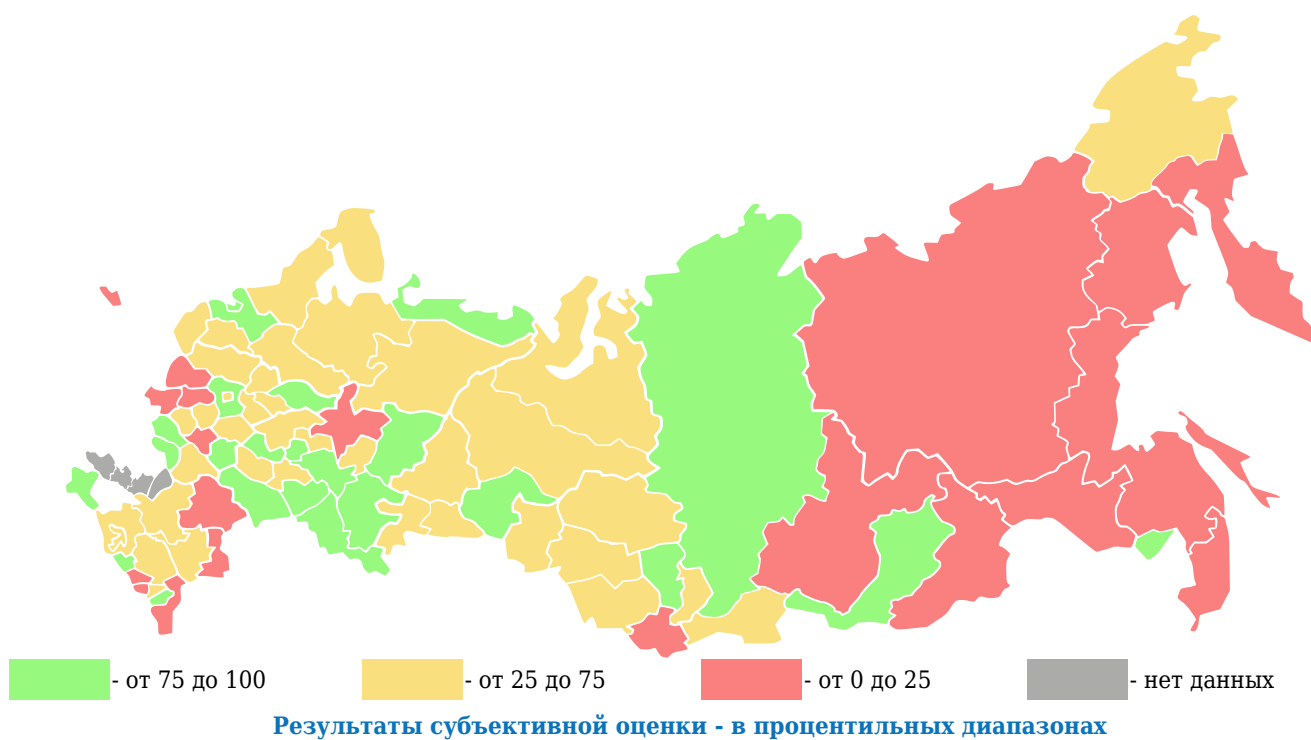 - от 75 до 100 - от 25 до 75 - от 0 до 25 - нет данных
Результаты субъективной оценки - в процентильных диапазонах